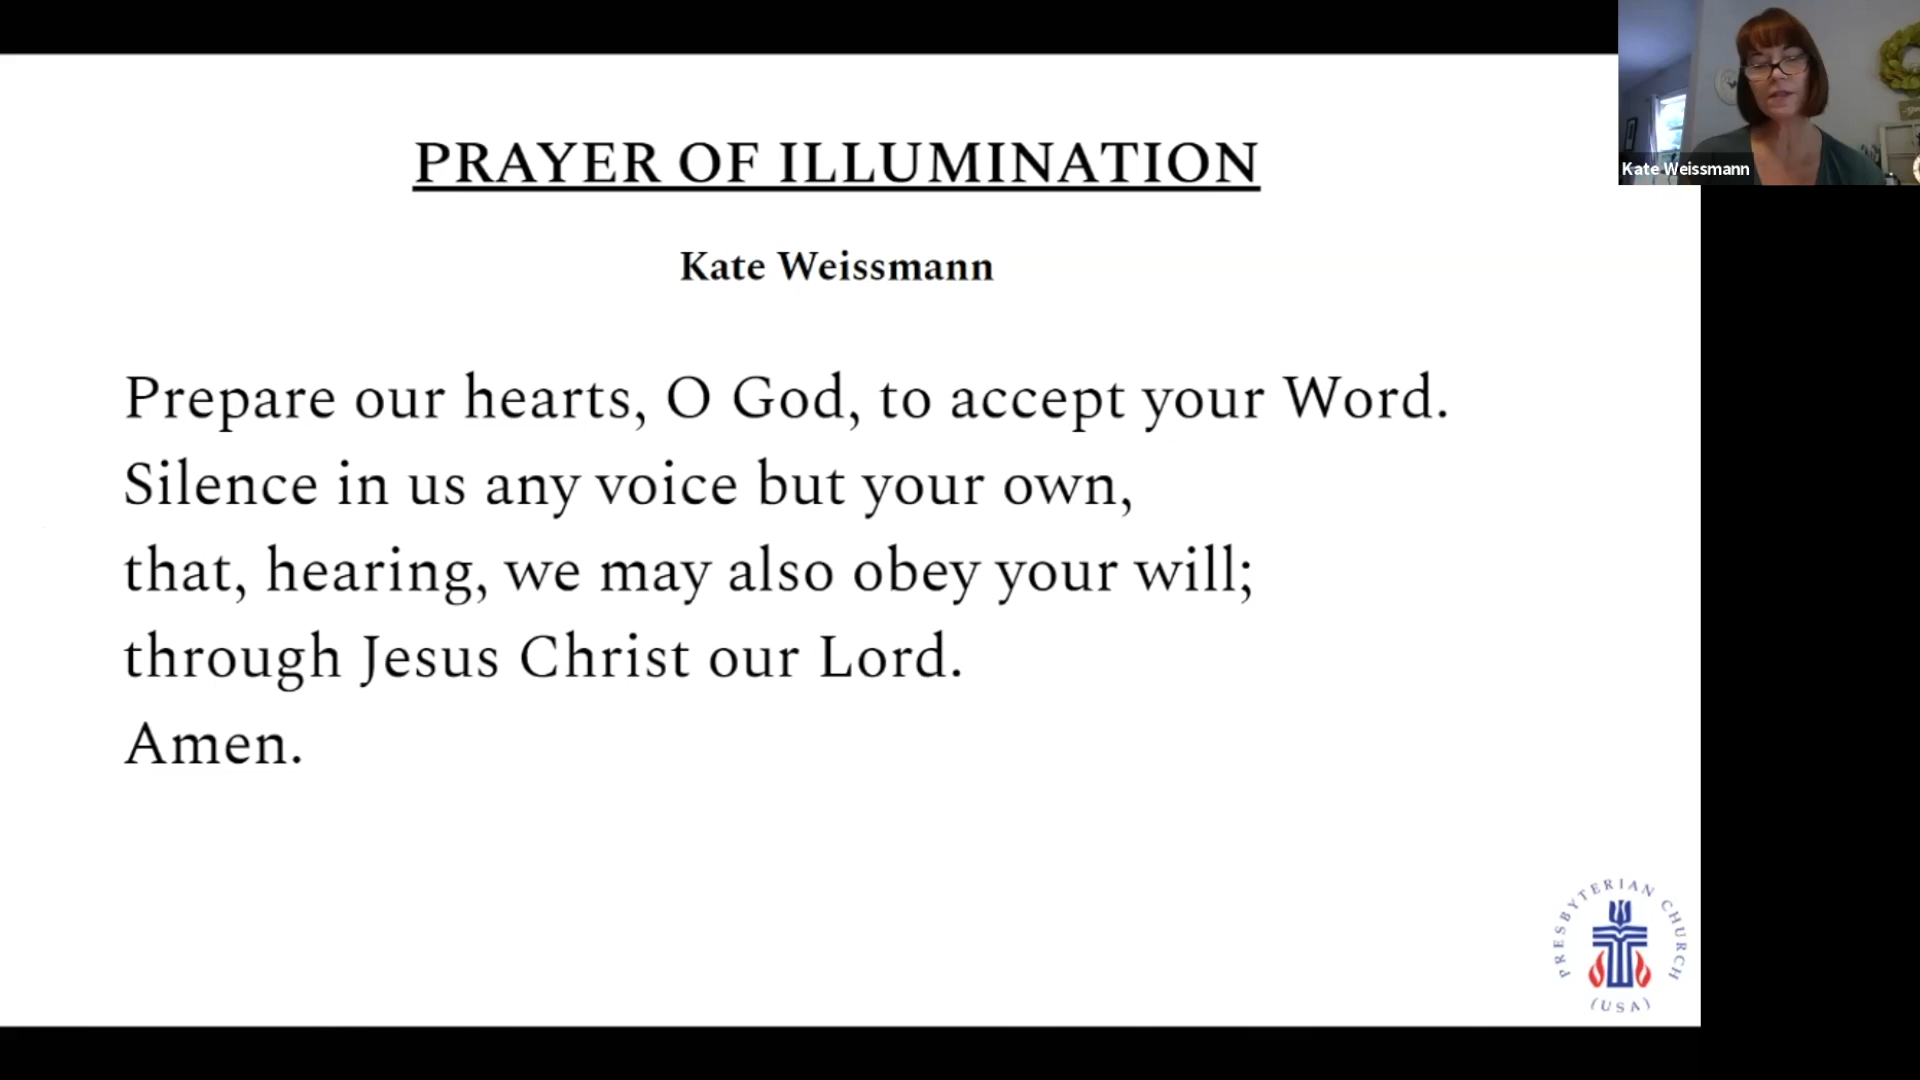 PRAYER OF ILLUMINATION
Kate Weissmann
Kate Weissmann
Prepare our hearts, O God, to accept your Word.
Silence in us any voice but your own,
that, hearing, we may also obey your will;
through Jesus Christ our Lord.
Amen.
PRESBYTERIAN CHURCH
(USA)